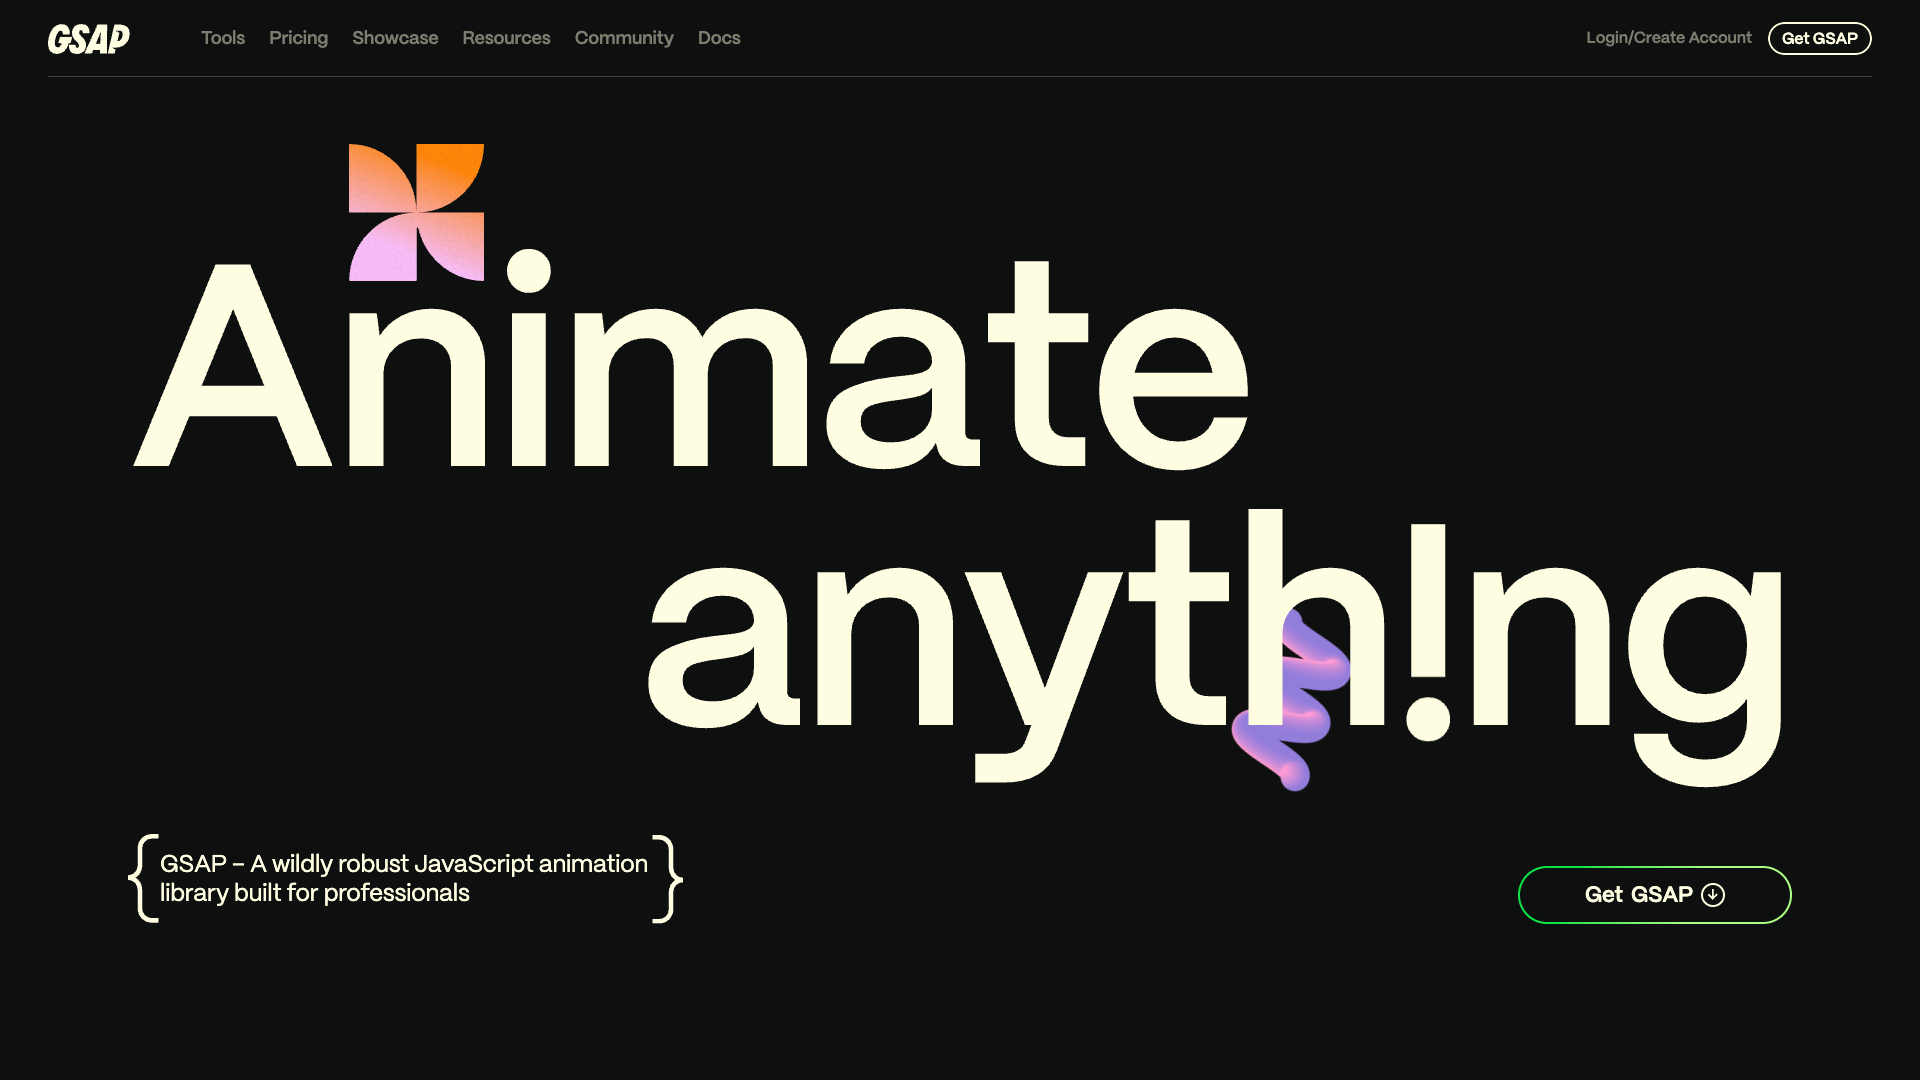 GSAP
Tools Pricing Showcase Resources Community Docs
Login/Create Account
Get GSAP
Animate
anyth!ng
{ GSAP – A wildly robust JavaScript animation
library built for professionals }
Get GSAP